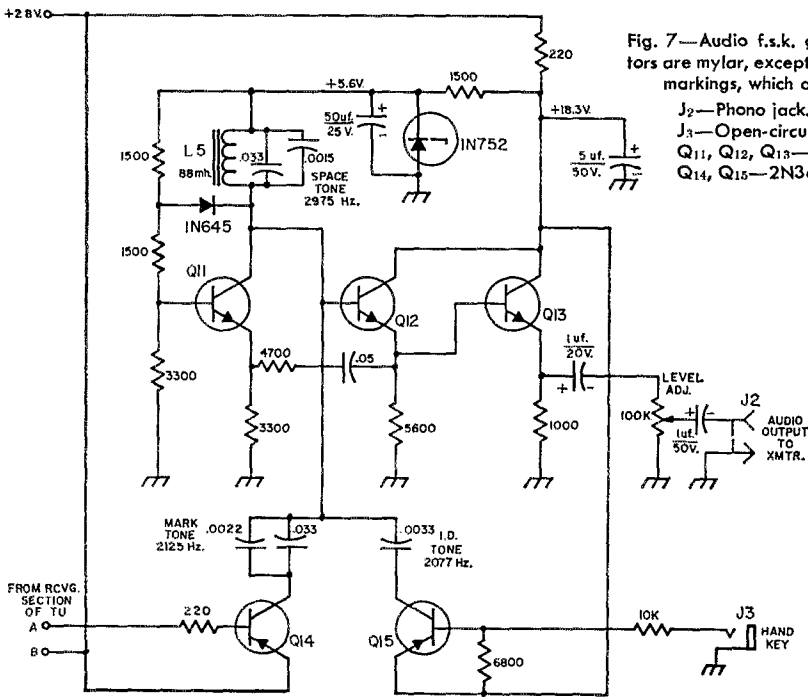 +28V.
Fig. 7—Audio f.s.k. g
tors are mylar, except
markings, which a
J2—Phono jack.
J3—Open-circu
Q11, Q12, Q13—
Q14, Q15—2N3
220
+5.6V.
1500
+18.3V.
50uf.
25 V.
1N752
5 uf.
50V.
1500
L5
88mh.
.033
.0015
SPACE
TONE
2975 Hz.
1N645
1500
Q11
Q12
Q13
4700
.05
1uf.
20V.
LEVEL
ADJ.
J2
3300
3300
5600
1000
100K
1uf.
50V.
AUDIO
OUTPUT
TO
XMTR.
MARK
TONE
2125 Hz.
.0022
.033
.0033
I.D.
TONE
2077 Hz.
FROM RCVG.
SECTION
OF TU
A
B
220
Q14
Q15
10K
J3
HAND
KEY
6800